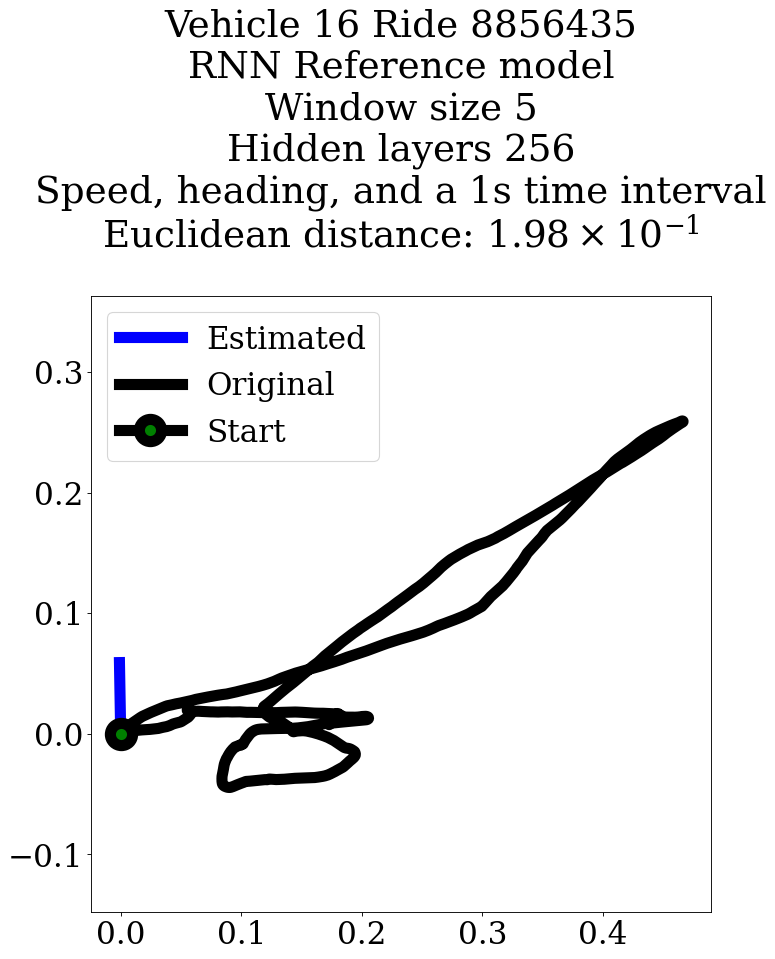 Vehicle 16 Ride 8856435
RNN Reference model
Window size 5
Hidden layers 256
Speed, heading, and a 1s time interval
Euclidean distance: 1.98 × 10⁻¹
Estimated
Original
Start
0.3
0.2
0.1
0.0
−0.1
0.0 0.1 0.2 0.3 0.4